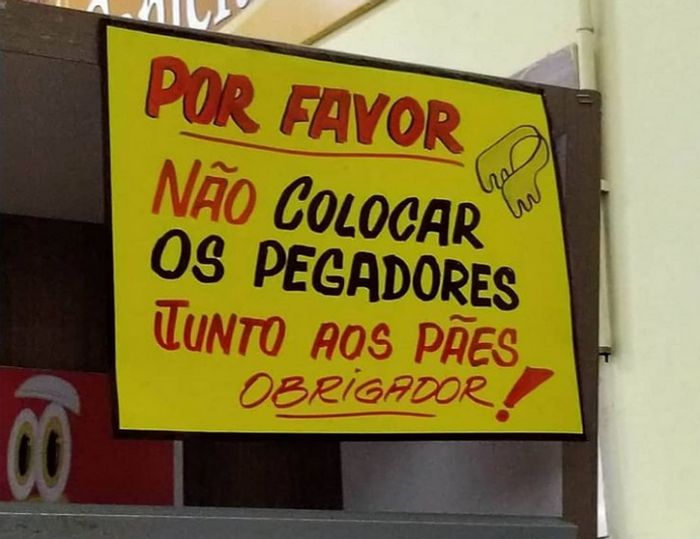 POR FAVOR
NÃO COLOCAR
OS PEGADORES
JUNTO AOS PÃES
OBRIGADOR!